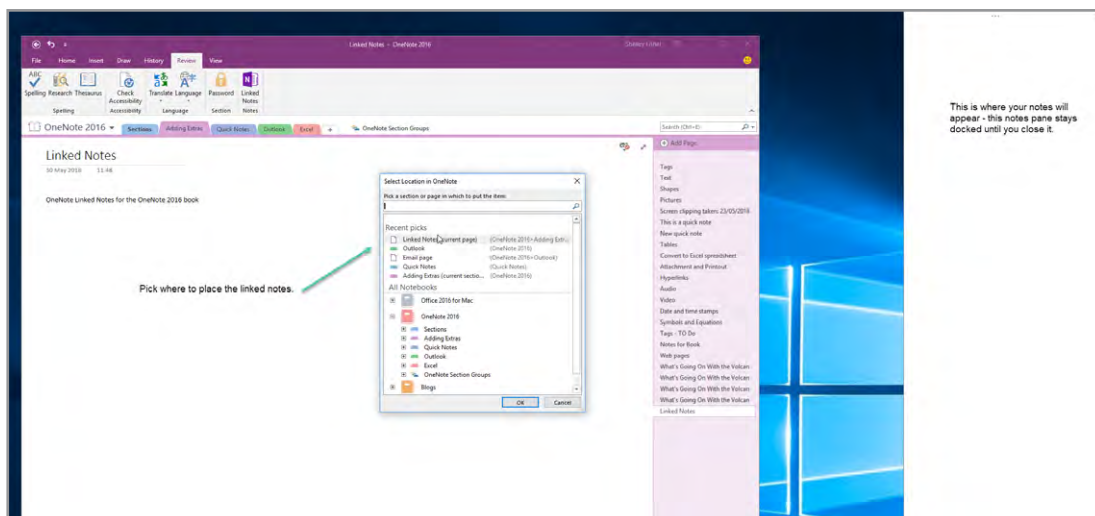 Linked Notes - OneNote 2016
File Home Insert Draw History Review View
ABC
Spelling Research Thesaurus Check Accessibility Translate Language Password Linked Notes
Spelling Accessibility Language Section Notes
OneNote 2016 Sections Adding Extras Quick Notes Outlook Excel + OneNote Section Groups
Search (Ctrl+E)
Linked Notes
30 May 2018 11:48
OneNote Linked Notes for the OneNote 2016 book
Pick where to place the linked notes.
Select Location in OneNote
Pick a section or page in which to put the item:
Recent picks
Linked Notes (current page) (OneNote 2016+Adding Extr...
Outlook (OneNote 2016)
Email page (OneNote 2016+Outlook)
Quick Notes (Quick Notes)
Adding Extras (current sectio... (OneNote 2016)
All Notebooks
Office 2016 for Mac
OneNote 2016
Sections
Adding Extras
Quick Notes
Outlook
Excel
OneNote Section Groups
Blogs
OK Cancel
Add Page
Tags
Text
Shapes
Pictures
Screen clipping taken: 23/05/2018
This is a quick note
New quick note
Tables
Convert to Excel spreadsheet
Attachment and Printout
Hyperlinks
Audio
Video
Date and time stamps
Symbols and Equations
Tags - TO Do
Notes for Book
Web pages
What's Going On With the Volcan
What's Going On With the Volcan
What's Going On With the Volcan
What's Going On With the Volcan
Linked Notes
This is where your notes will
appear - this notes pane stays
docked until you close it.